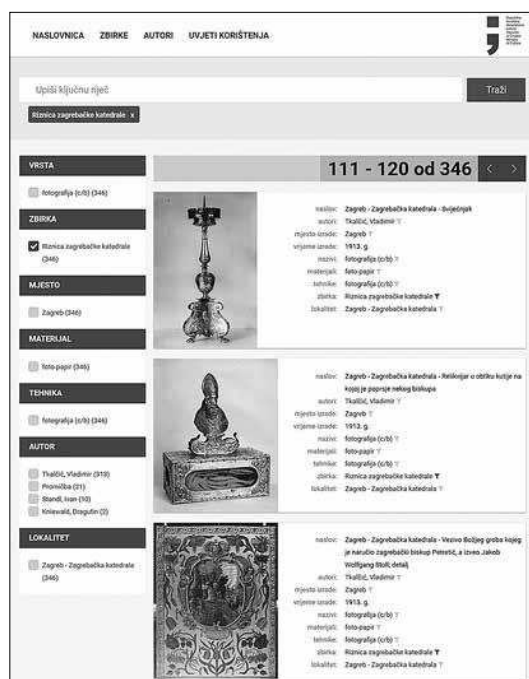 NASLOVNICA ZBIRKE AUTORI UVJETI KORIŠTENJA
Upiši ključnu riječ
Traži
Riznica zagrebačke katedrale x
VRSTA
fotografija (c/b) (346)
ZBIRKA
Riznica zagrebačke katedrale
(346)
MJESTO
Zagreb (346)
MATERIJAL
foto-papir (346)
TEHNIKA
fotografija (c/b) (346)
AUTOR
Tkalčić, Vladimir (313)
Promičba (21)
Standl, Ivan (10)
Kniewald, Dragutin (2)
LOKALITET
Zagreb - Zagrebačka katedrala
(346)
111 - 120 od 346
naslov: Zagreb - Zagrebačka katedrala - Svijećnjak
autori: Tkalčić, Vladimir
mjesto izrade: Zagreb
vrijeme izrade: 1913. g.
nazivi: fotografija (c/b)
materijali: foto-papir
tehnike: fotografija (c/b)
zbirka: Riznica zagrebačke katedrale
lokalitet: Zagreb - Zagrebačka katedrala
naslov: Zagreb - Zagrebačka katedrala - Relikvijar u obliku kutije na
kojoj je poprsje nekog biskupa
autori: Tkalčić, Vladimir
mjesto izrade: Zagreb
vrijeme izrade: 1913. g.
nazivi: fotografija (c/b)
materijali: foto-papir
tehnike: fotografija (c/b)
zbirka: Riznica zagrebačke katedrale
lokalitet: Zagreb - Zagrebačka katedrala
naslov: Zagreb - Zagrebačka katedrala - Vezivo Božjeg groba kojeg
je naručio zagrebački biskup Petretić, a izveo Jakob
Wolfgang Stoll, detalj
autori: Tkalčić, Vladimir
mjesto izrade: Zagreb
vrijeme izrade: 1913. g.
nazivi: fotografija (c/b)
materijali: foto-papir
tehnike: fotografija (c/b)
zbirka: Riznica zagrebačke katedrale
lokalitet: Zagreb - Zagrebačka katedrala